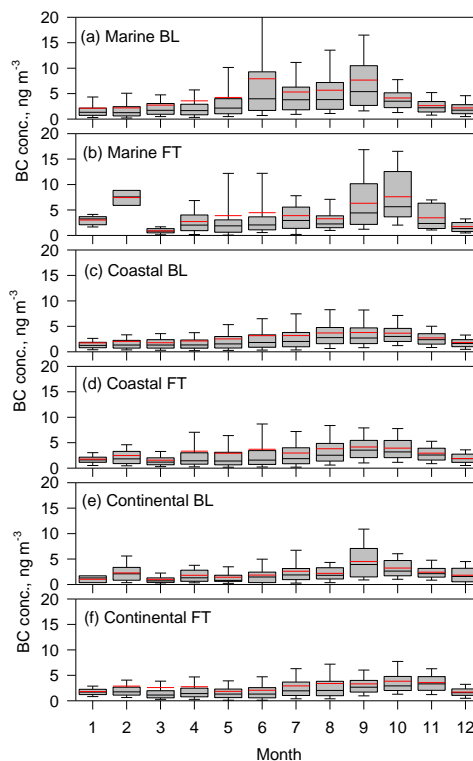 20
15
10
5
0
(a) Marine BL
BC conc., ng m-3
20
15
10
5
0
(b) Marine FT
20
15
10
5
0
(c) Coastal BL
BC conc., ng m-3
20
15
10
5
0
(d) Coastal FT
20
15
10
5
0
(e) Continental BL
BC conc., ng m-3
20
15
10
5
0
(f) Continental FT
1 2 3 4 5 6 7 8 9 10 11 12
Month